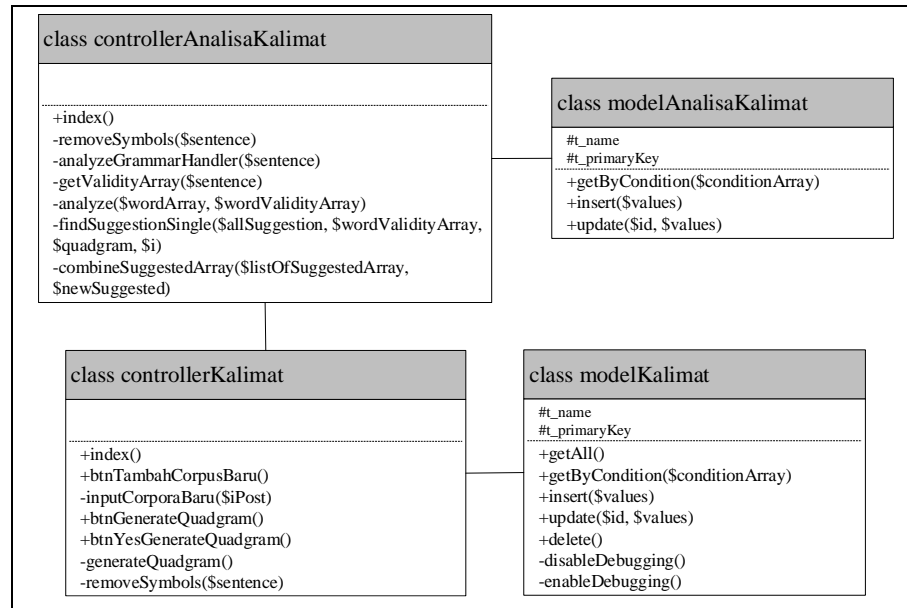 class controllerAnalisaKalimat
+index()
-removeSymbols($sentence)
-analyzeGrammarHandler($sentence)
-getValidityArray($sentence)
-analyze($wordArray, $wordValidityArray)
-findSuggestionSingle($allSuggestion, $wordValidityArray,
$quadgram, $i)
-combineSuggestedArray($listOfSuggestedArray,
$newSuggested)
class modelAnalisaKalimat
#t_name
#t_primaryKey
+getByCondition($conditionArray)
+insert($values)
+update($id, $values)
class controllerKalimat
+index()
+btnTambahCorpusBaru()
-inputCorporaBaru($iPost)
+btnGenerateQuadgram()
+btnYesGenerateQuadgram()
-generateQuadgram()
-removeSymbols($sentence)
class modelKalimat
#t_name
#t_primaryKey
+getAll()
+getByCondition($conditionArray)
+insert($values)
+update($id, $values)
+delete()
-disableDebugging()
-enableDebugging()